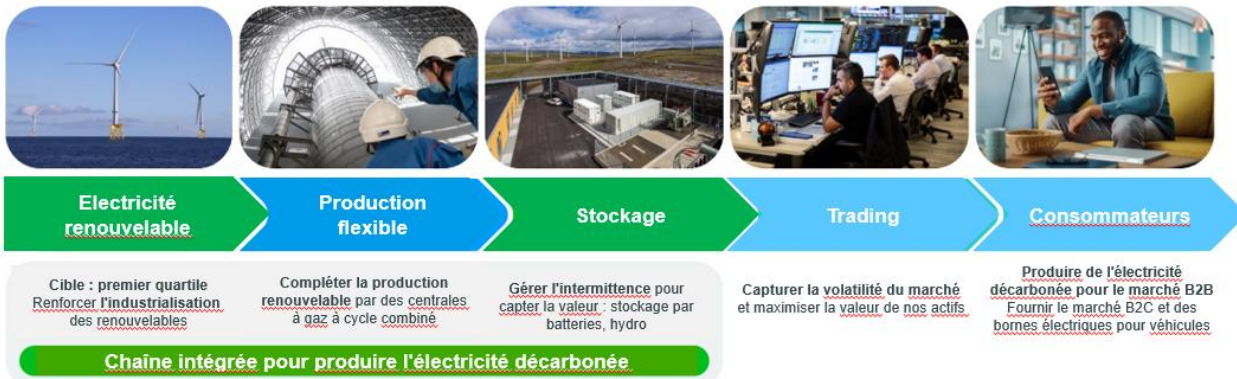 Electricité
renouvelable
Production
flexible
Stockage
Trading
Consommateurs
Cible : premier quartile
Renforcer l'industrialisation
des renouvelables
Compléter la production
renouvelable par des centrales
à gaz à cycle combiné
Gérer l'intermittence pour
capter la valeur : stockage par
batteries, hydro
Capturer la volatilité du marché
et maximiser la valeur de nos actifs
Produire de l'électricité
décarbonée pour le marché B2B
Fournir le marché B2C et des
bornes électriques pour véhicules
Chaîne intégrée pour produire l'électricité décarbonée